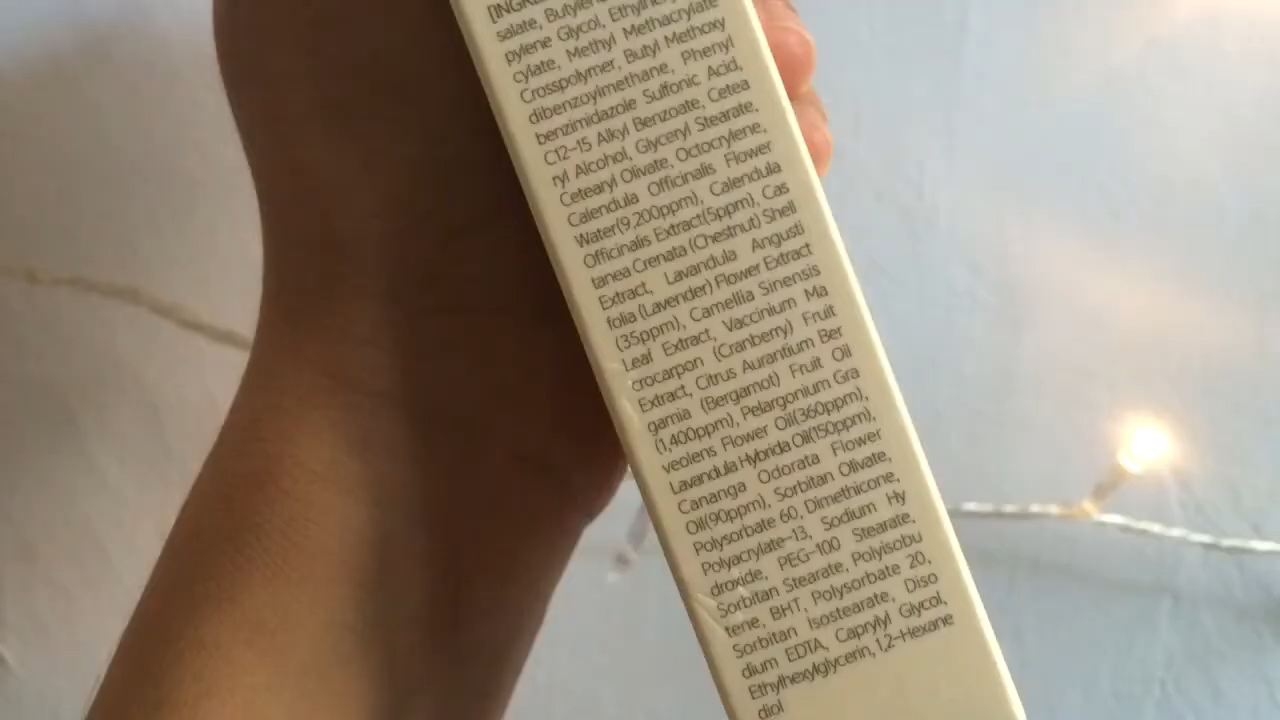 [INGRE
salate, Butylene
pylene Glycol, Ethylhexyl
cylate, Methyl Methacrylate
Crosspolymer, Butyl Methoxy
dibenzoylmethane, Phenyl
benzimidazole Sulfonic Acid,
C12-15 Alkyl Benzoate, Cetea
ryl Alcohol, Glyceryl Stearate,
Cetearyl Olivate, Octocrylene,
Calendula Officinalis Flower
Water(9,200ppm), Calendula
Officinalis Extract(5ppm), Cas
tanea Crenata (Chestnut) Shell
Extract, Lavandula Angusti
folia (Lavender) Flower Extract
(35ppm), Camellia Sinensis
Leaf Extract, Vaccinium Ma
crocarpon (Cranberry) Fruit
Extract, Citrus Aurantium Ber
gamia (Bergamot) Fruit Oil
(1,400ppm), Pelargonium Gra
veolens Flower Oil(360ppm),
Lavandula Hybrida Oil(150ppm),
Cananga Odorata Flower
Oil(90ppm), Sorbitan Olivate,
Polysorbate 60, Dimethicone,
Polyacrylate-13, Sodium Hy
droxide, PEG-100 Stearate,
Sorbitan Stearate, Polyisobu
tene, BHT, Polysorbate 20,
Sorbitan Isostearate, Diso
dium EDTA, Caprylyl Glycol,
Ethylhexylglycerin, 1,2-Hexane
diol